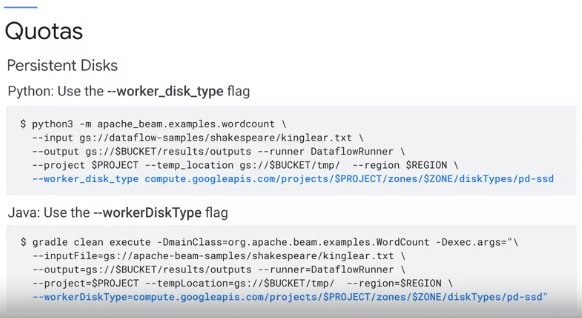 Quotas
Persistent Disks
Python: Use the --worker_disk_type flag
$ python3 -m apache_beam.examples.wordcount \
--input gs://dataflow-samples/shakespeare/kinglear.txt \
--output gs://$BUCKET/results/outputs --runner DataflowRunner \
--project $PROJECT --temp_location gs://$BUCKET/tmp/ --region $REGION \
--worker_disk_type compute.googleapis.com/projects/$PROJECT/zones/$ZONE/diskTypes/pd-ssd
Java: Use the --workerDiskType flag
$ gradle clean execute -DmainClass=org.apache.beam.examples.WordCount -Dexec.args="\
--inputFile=gs://apache-beam-samples/shakespeare/kinglear.txt \
--output=gs://$BUCKET/results/outputs --runner=DataflowRunner \
--project=$PROJECT --tempLocation=gs://$BUCKET/tmp/ --region=$REGION \
--workerDiskType=compute.googleapis.com/projects/$PROJECT/zones/$ZONE/diskTypes/pd-ssd"